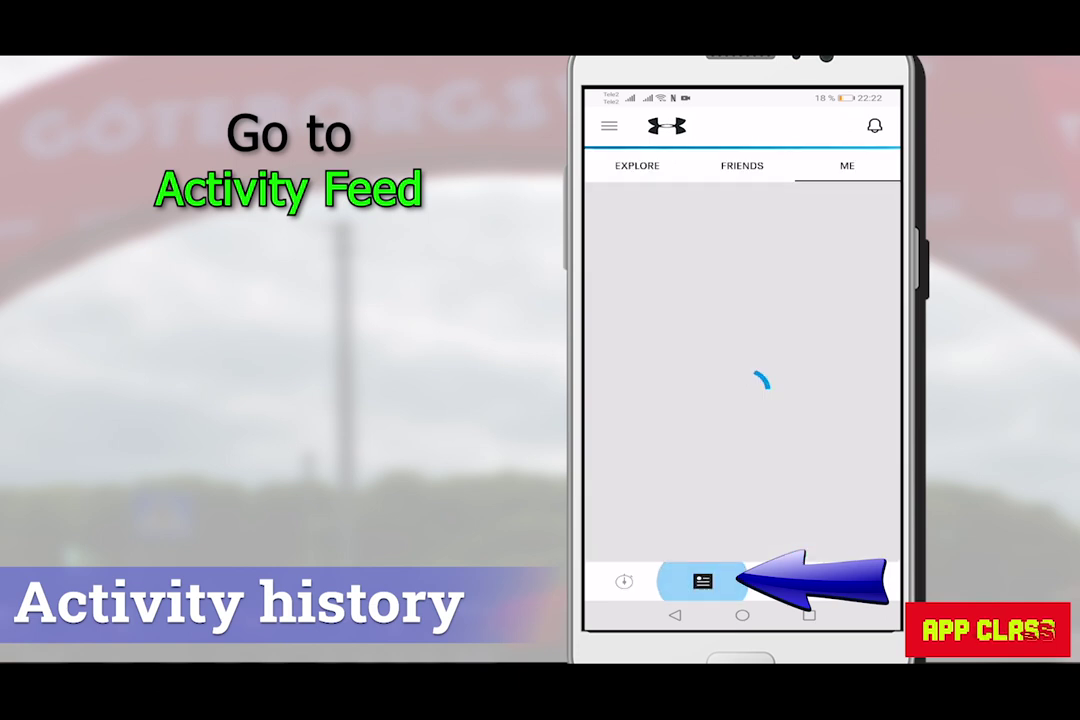 Go to
Activity Feed
Tele2
Tele2
18 % 22:22
EXPLORE FRIENDS ME
Activity history
APP CLASS